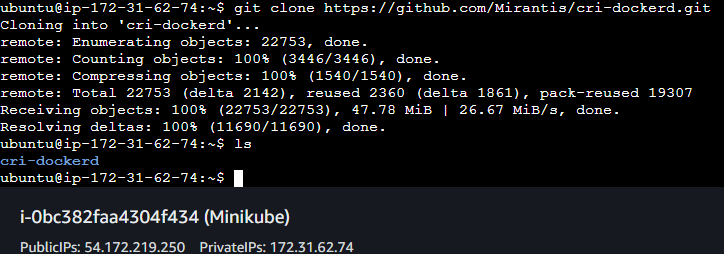 ubuntu@ip-172-31-62-74:~$ git clone https://github.com/Mirantis/cri-dockerd.git
Cloning into 'cri-dockerd'...
remote: Enumerating objects: 22753, done.
remote: Counting objects: 100% (3446/3446), done.
remote: Compressing objects: 100% (1540/1540), done.
remote: Total 22753 (delta 2142), reused 2360 (delta 1861), pack-reused 19307
Receiving objects: 100% (22753/22753), 47.78 MiB | 26.67 MiB/s, done.
Resolving deltas: 100% (11690/11690), done.
ubuntu@ip-172-31-62-74:~$ ls
cri-dockerd
ubuntu@ip-172-31-62-74:~$
i-0bc382faa4304f434 (Minikube)
PublicIPs: 54.172.219.250 PrivateIPs: 172.31.62.74